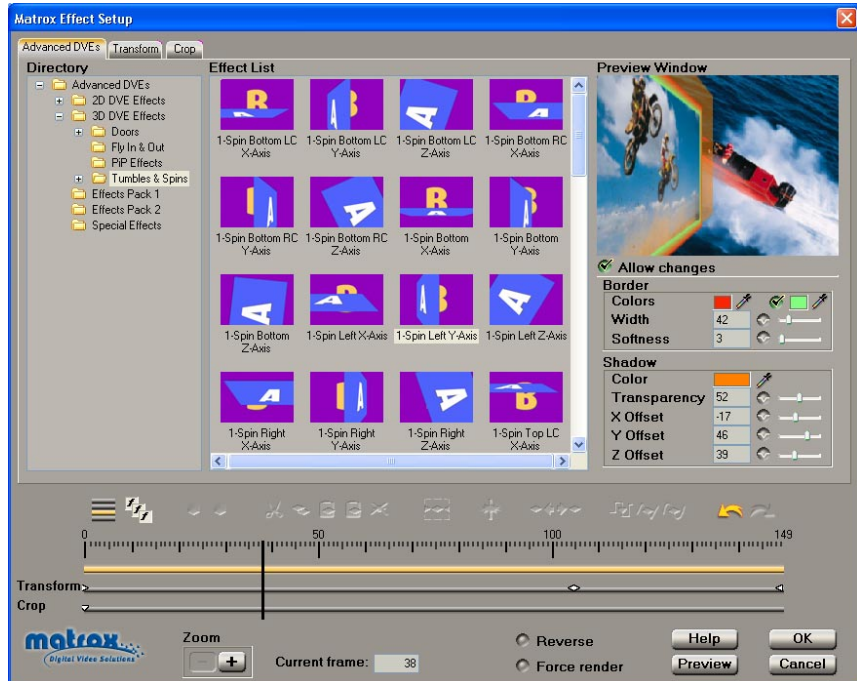 Matrox Effect Setup
Advanced DVEs Transform Crop
Directory
Advanced DVEs
2D DVE Effects
3D DVE Effects
Doors
Fly In & Out
PiP Effects
Tumbles & Spins
Effects Pack 1
Effects Pack 2
Special Effects
Effect List
1-Spin Bottom LC X-Axis
1-Spin Bottom LC Y-Axis
1-Spin Bottom LC Z-Axis
1-Spin Bottom RC X-Axis
1-Spin Bottom RC Y-Axis
1-Spin Bottom RC Z-Axis
1-Spin Bottom X-Axis
1-Spin Bottom Y-Axis
1-Spin Bottom Z-Axis
1-Spin Left X-Axis
1-Spin Left Y-Axis
1-Spin Left Z-Axis
1-Spin Right X-Axis
1-Spin Right Y-Axis
1-Spin Right Z-Axis
1-Spin Top LC X-Axis
Preview Window
Allow changes
Border
Colors
Width 42
Softness 3
Shadow
Color
Transparency 52
X Offset -17
Y Offset 46
Z Offset 39
0 50 100 149
Transform
Crop
matrox
Digital Video Solutions
Zoom
- +
Current frame: 38
Reverse
Force render
Help OK
Preview Cancel